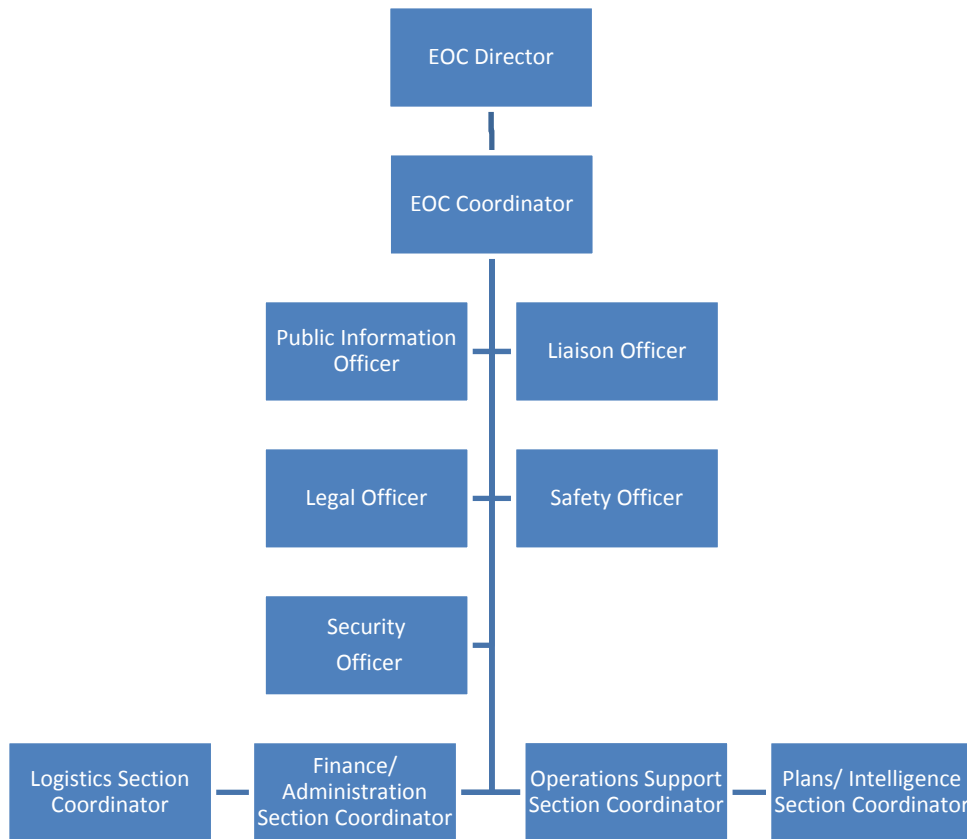 EOC Director
EOC Coordinator
Public Information
Officer
Liaison Officer
Legal Officer
Safety Officer
Security
Officer
Logistics Section
Coordinator
Finance/
Administration
Section Coordinator
Operations Support
Section Coordinator
Plans/ Intelligence
Section Coordinator